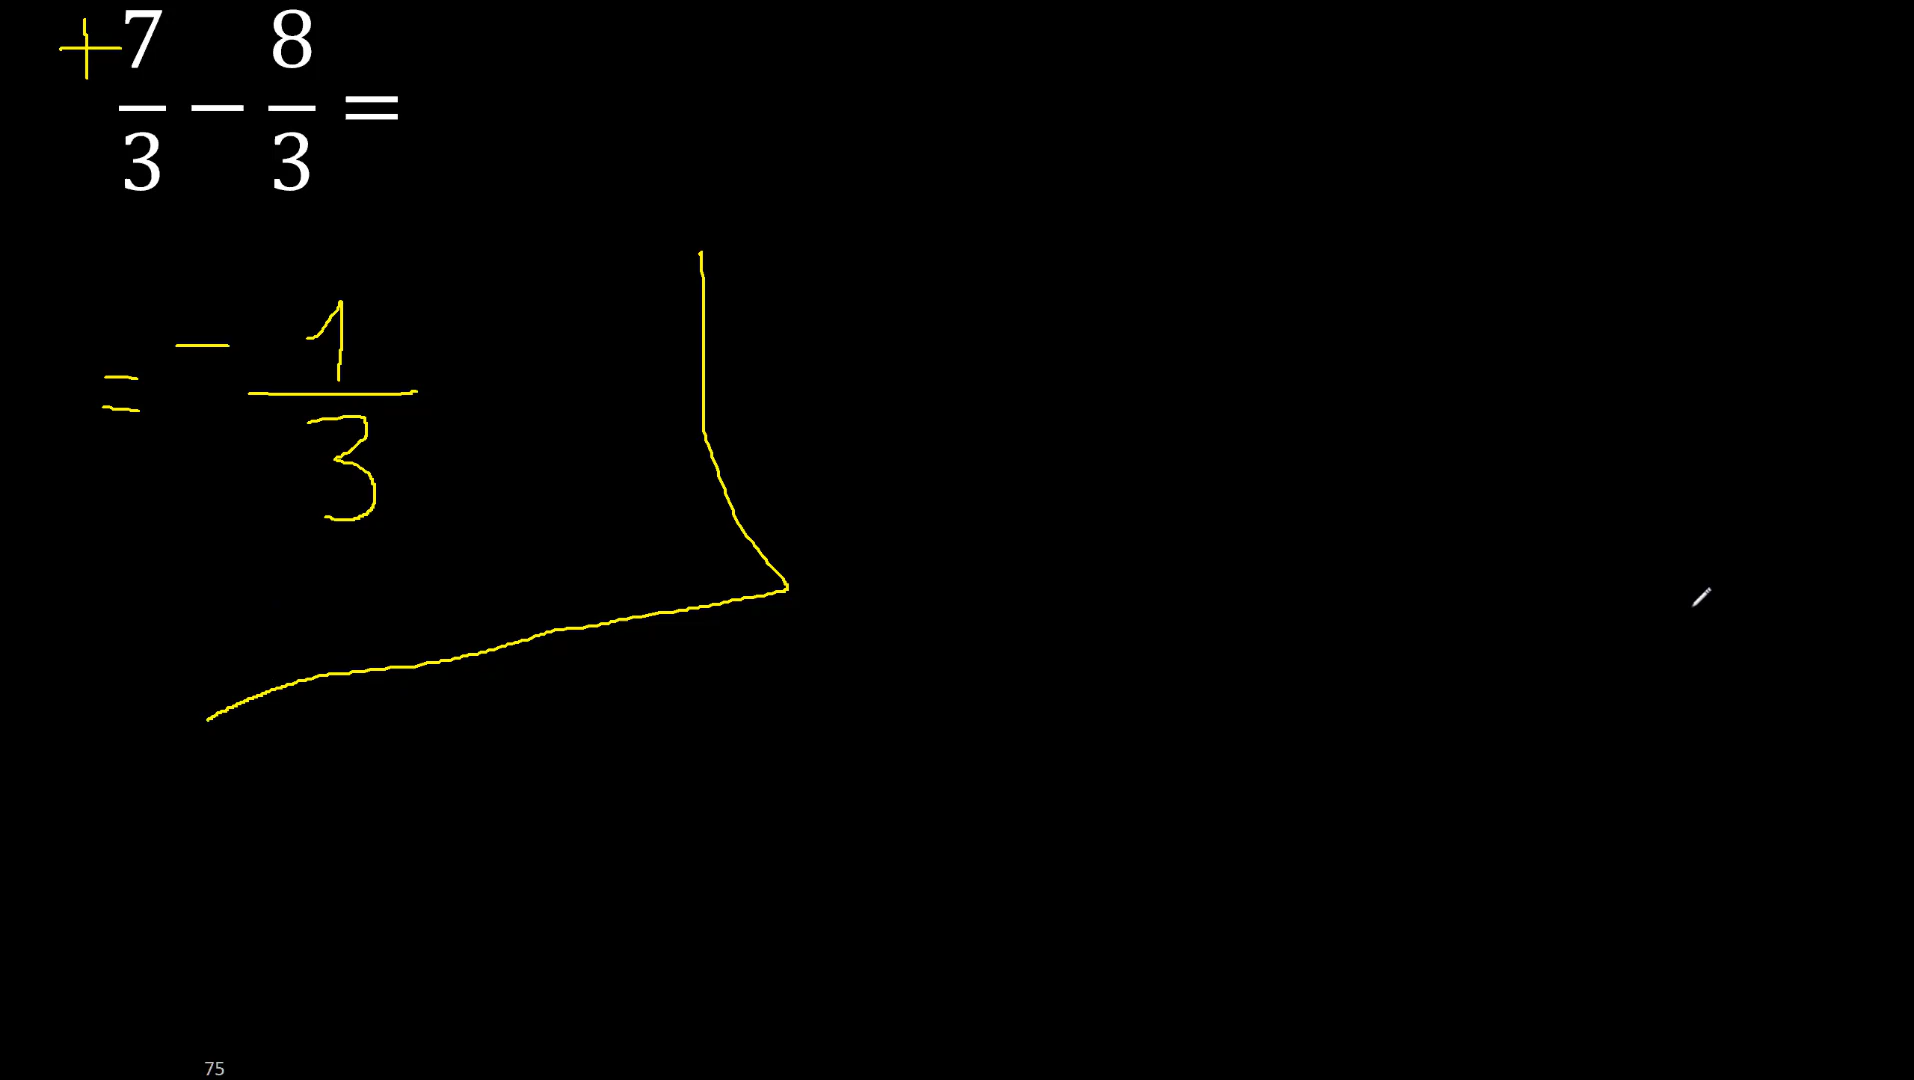 +7/3 − 8/3 =
= − 1/3
75